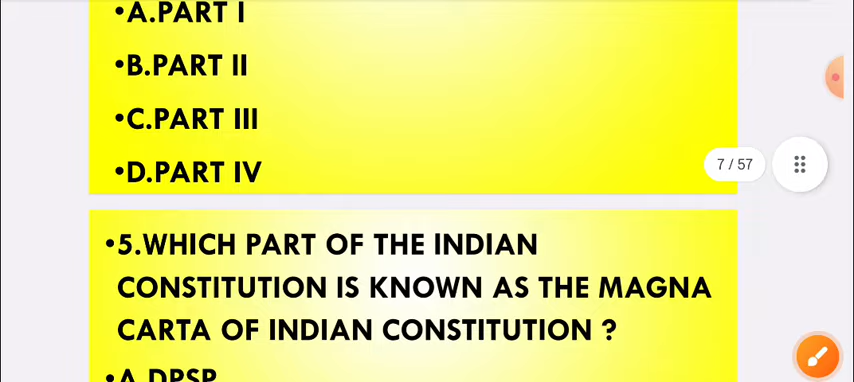 •A.PART I
•B.PART II
•C.PART III
•D.PART IV
7 / 57
•5.WHICH PART OF THE INDIAN
CONSTITUTION IS KNOWN AS THE MAGNA
CARTA OF INDIAN CONSTITUTION ?
•A.DPSP